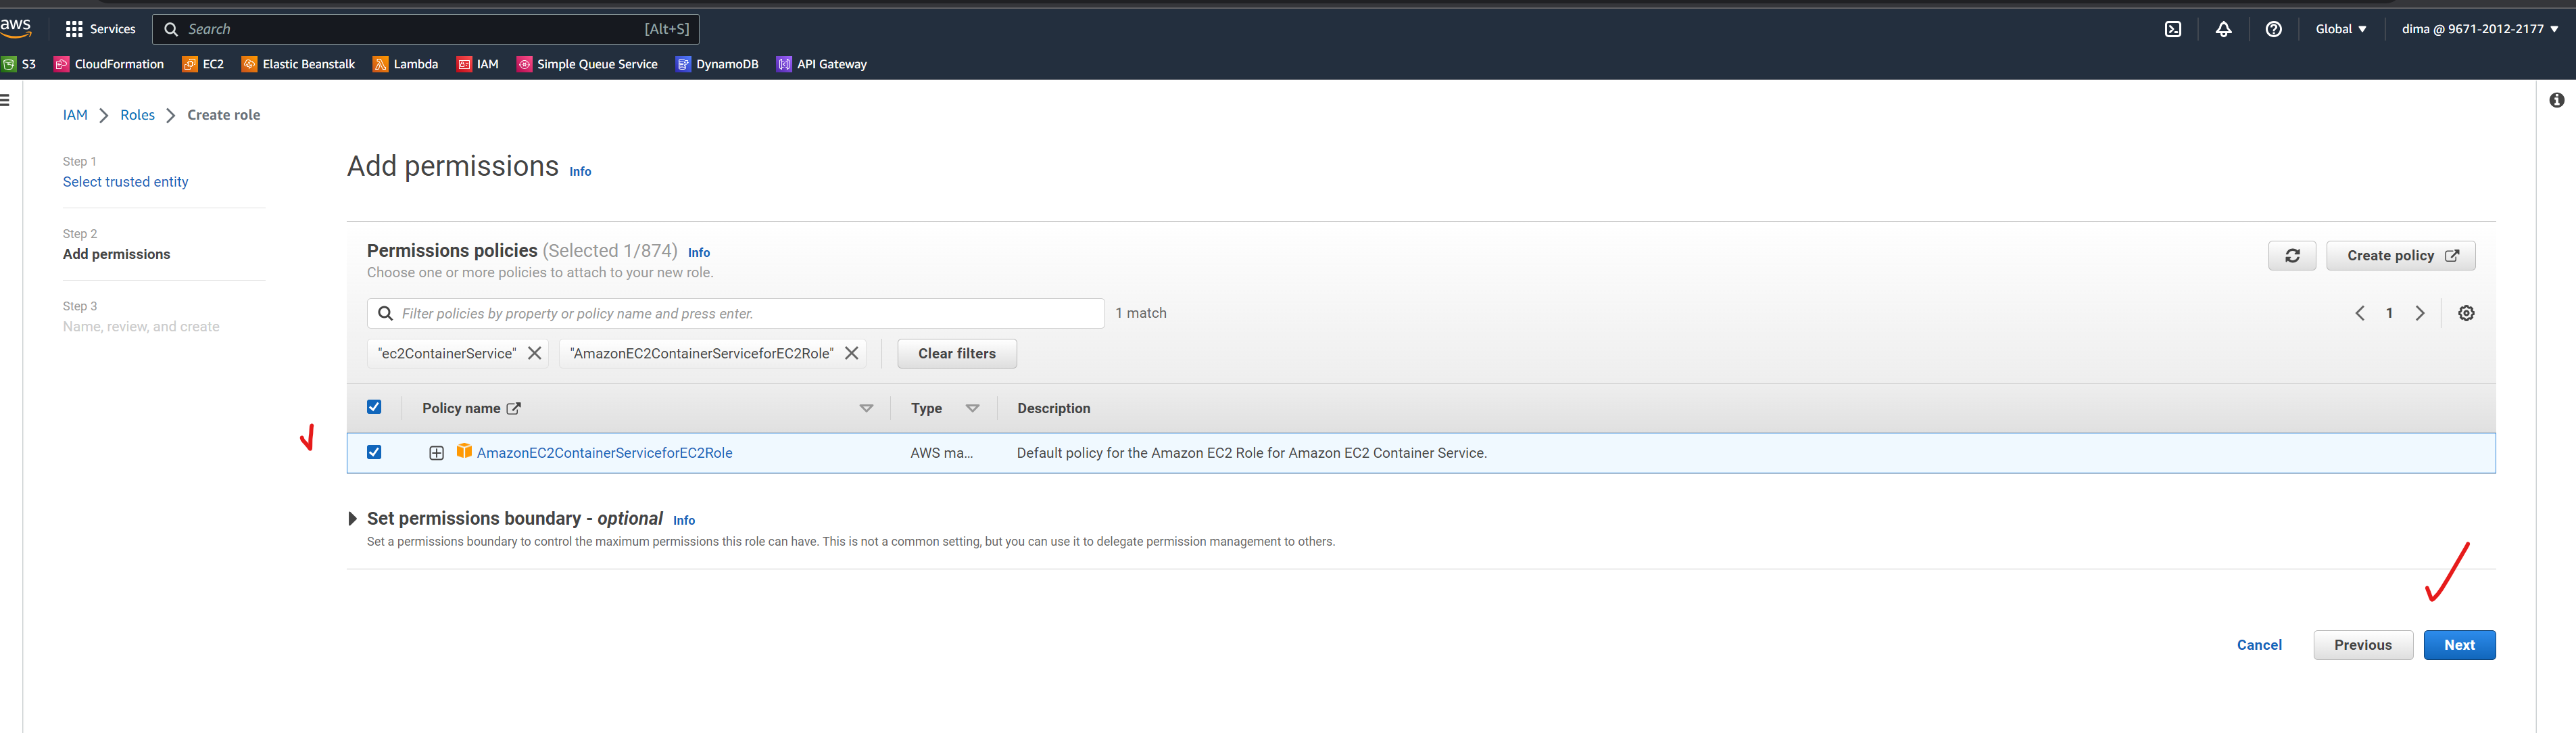 aws
Services
Search
[Alt+S]
Global
dima @ 9671-2012-2177
S3
CloudFormation
EC2
Elastic Beanstalk
Lambda
IAM
Simple Queue Service
DynamoDB
API Gateway
IAM
Roles
Create role
Step 1
Select trusted entity
Step 2
Add permissions
Step 3
Name, review, and create
Add permissions Info
Permissions policies (Selected 1/874) Info
Choose one or more policies to attach to your new role.
Create policy
Filter policies by property or policy name and press enter.
1 match
1
"ec2ContainerService"
"AmazonEC2ContainerServiceforEC2Role"
Clear filters
Policy name
Type
Description
AmazonEC2ContainerServiceforEC2Role
AWS ma...
Default policy for the Amazon EC2 Role for Amazon EC2 Container Service.
Set permissions boundary - optional Info
Set a permissions boundary to control the maximum permissions this role can have. This is not a common setting, but you can use it to delegate permission management to others.
Cancel
Previous
Next